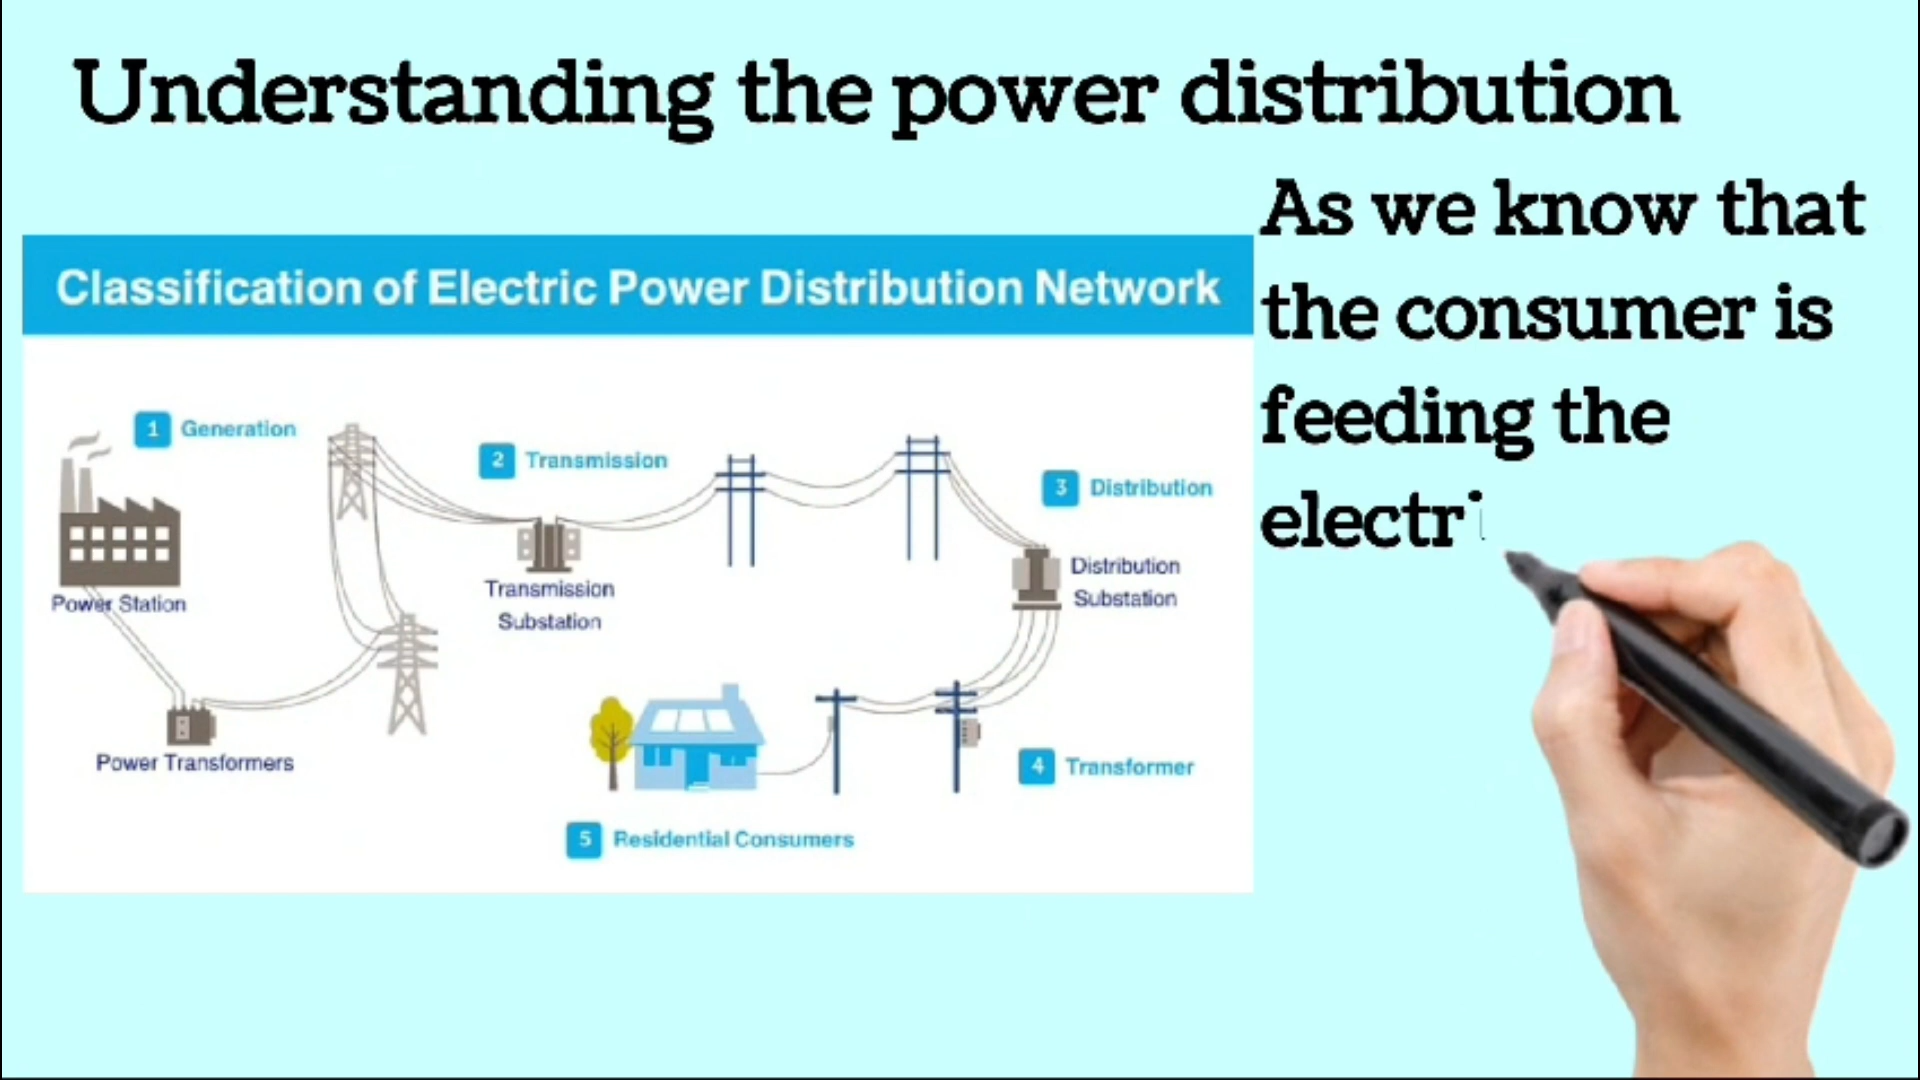 Understanding the power distribution
As we know that
the consumer is
feeding the
electri
Classification of Electric Power Distribution Network
1 Generation
2 Transmission
3 Distribution
Power Station
Transmission
Substation
Distribution
Substation
Power Transformers
4 Transformer
5 Residential Consumers